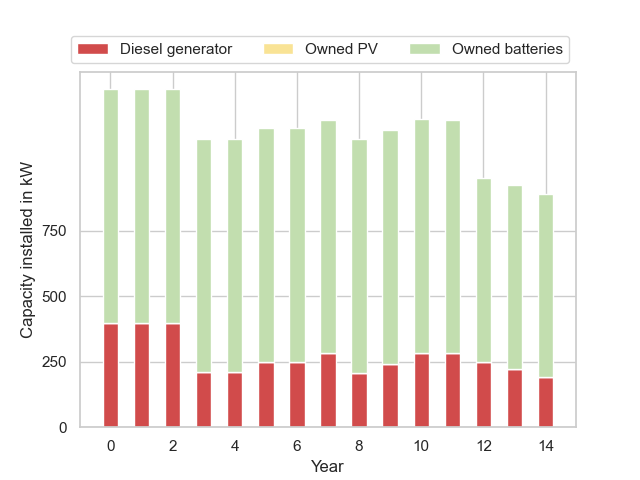 Diesel generator Owned PV Owned batteries
Capacity installed in kW
750
500
250
0
0 2 4 6 8 10 12 14
Year